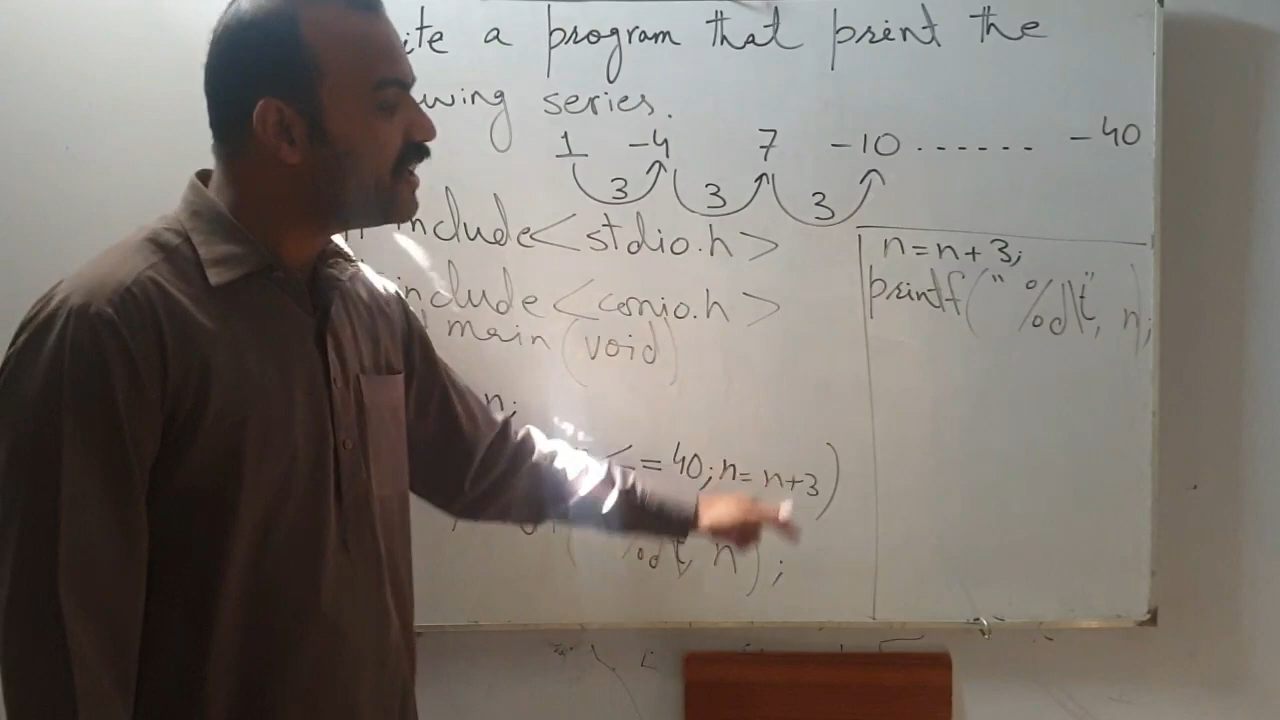 ite a program that print the
owing series.
1 -4 7 -10 ...... -40
3 3 3
include<stdio.h>
include<conio.h>
main(void)
n;
<=40;n=n+3)
%d\t, n);
n=n+3;
printf("%d\t", n);